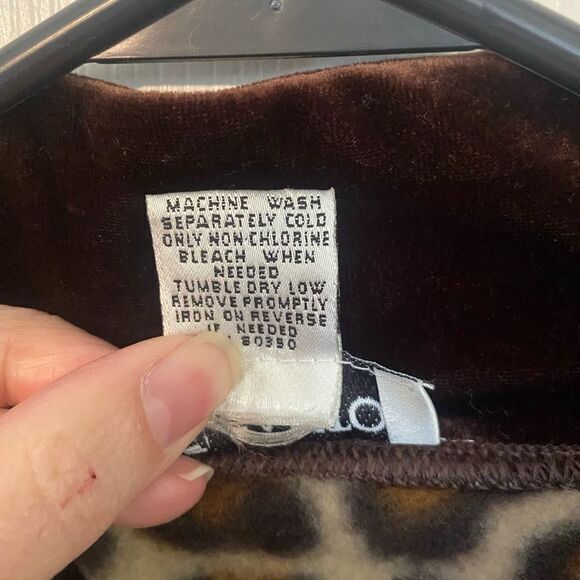 MACHINE WASH
SEPARATELY COLD
ONLY NON-CHLORINE
BLEACH WHEN
NEEDED
TUMBLE DRY LOW
REMOVE PROMPTLY
IRON ON REVERSE
IF NEEDED
80390